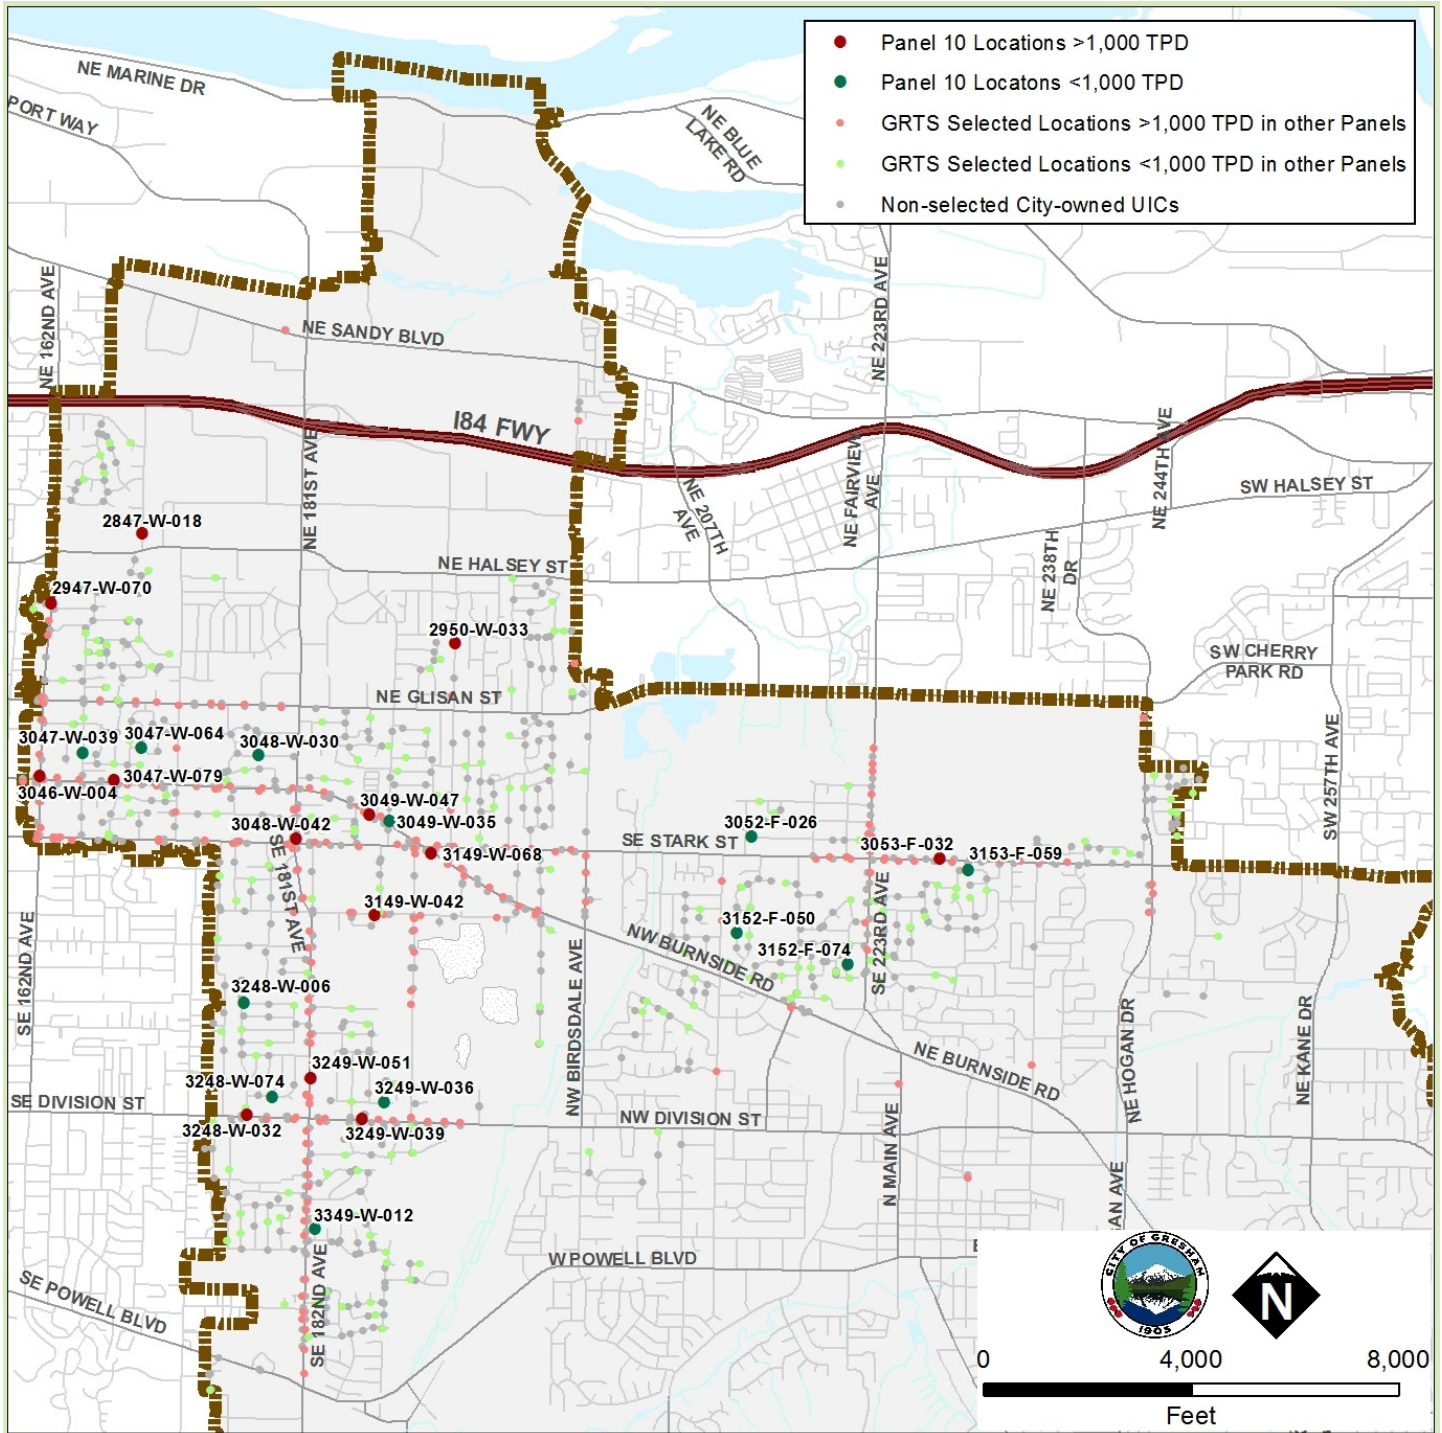 Panel 10 Locations >1,000 TPD
Panel 10 Locatons <1,000 TPD
GRTS Selected Locations >1,000 TPD in other Panels
GRTS Selected Locations <1,000 TPD in other Panels
Non-selected City-owned UICs
NE MARINE DR
PORT WAY
NE BLUE
LAKE RD
NE 162ND AVE
NE SANDY BLVD
NE 223RD AVE
I84 FWY
NE 181ST AVE
NE 207TH
AVE
NE FAIRVIEW
AVE
NE 244TH AVE
SW HALSEY ST
2847-W-018
NE HALSEY ST
NE 238TH
DR
2947-W-070
2950-W-033
SW CHERRY
PARK RD
NE GLISAN ST
3047-W-039
3047-W-064
3048-W-030
SW 257TH AVE
3047-W-079
3046-W-004
3049-W-047
3049-W-035
3048-W-042
3052-F-026
SE STARK ST
3053-F-032
3153-F-059
3149-W-068
SE 181ST AVE
3149-W-042
3152-F-050
SE 223RD AVE
3152-F-074
NW BURNSIDE RD
SE 162ND AVE
NW BIRDSDALE AVE
3248-W-006
NE HOGAN DR
NE KANE DR
3249-W-051
NE BURNSIDE RD
3248-W-074
3249-W-036
SE DIVISION ST
NW DIVISION ST
3248-W-032
3249-W-039
N MAIN AVE
AN AVE
3349-W-012
W POWELL BLVD
E
SE POWELL BLVD
SE 182ND AVE
CITY OF GRESHAM
1905
N
0 4,000 8,000
Feet